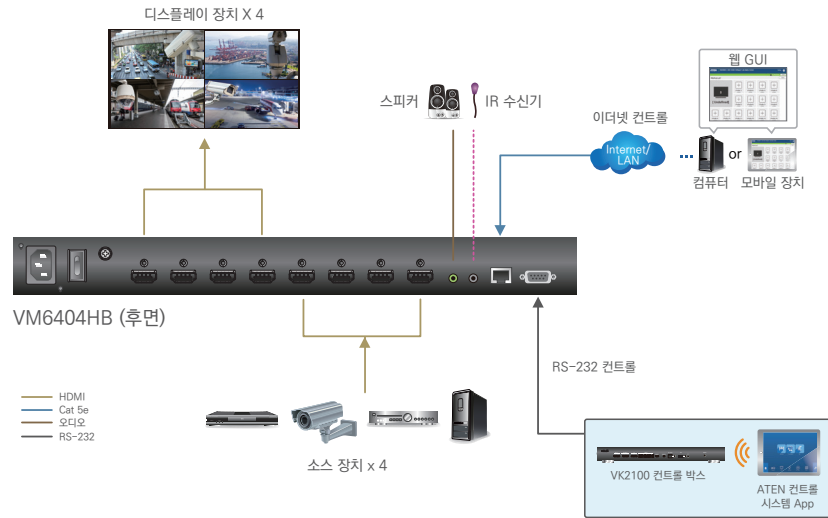 디스플레이 장치 X 4
웹 GUI
스피커
IR 수신기
이더넷 컨트롤
Internet/
LAN
or
컴퓨터
모바일 장치
VM6404HB (후면)
RS-232 컨트롤
HDMI
Cat 5e
오디오
RS-232
소스 장치 x 4
VK2100 컨트롤 박스
ATEN 컨트롤
시스템 App